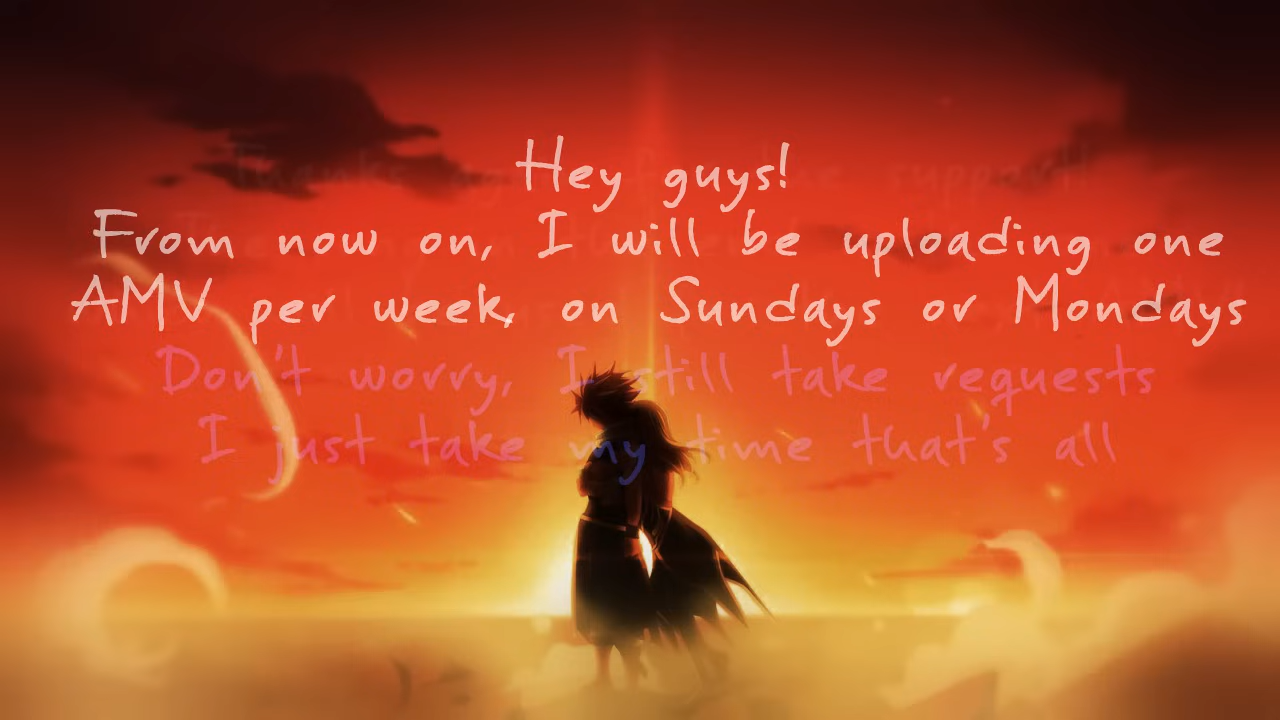 Hey guys!
From now on, I will be uploading one
AMV per week, on Sundays or Mondays
Don't worry, I still take requests
I just take my time that's all